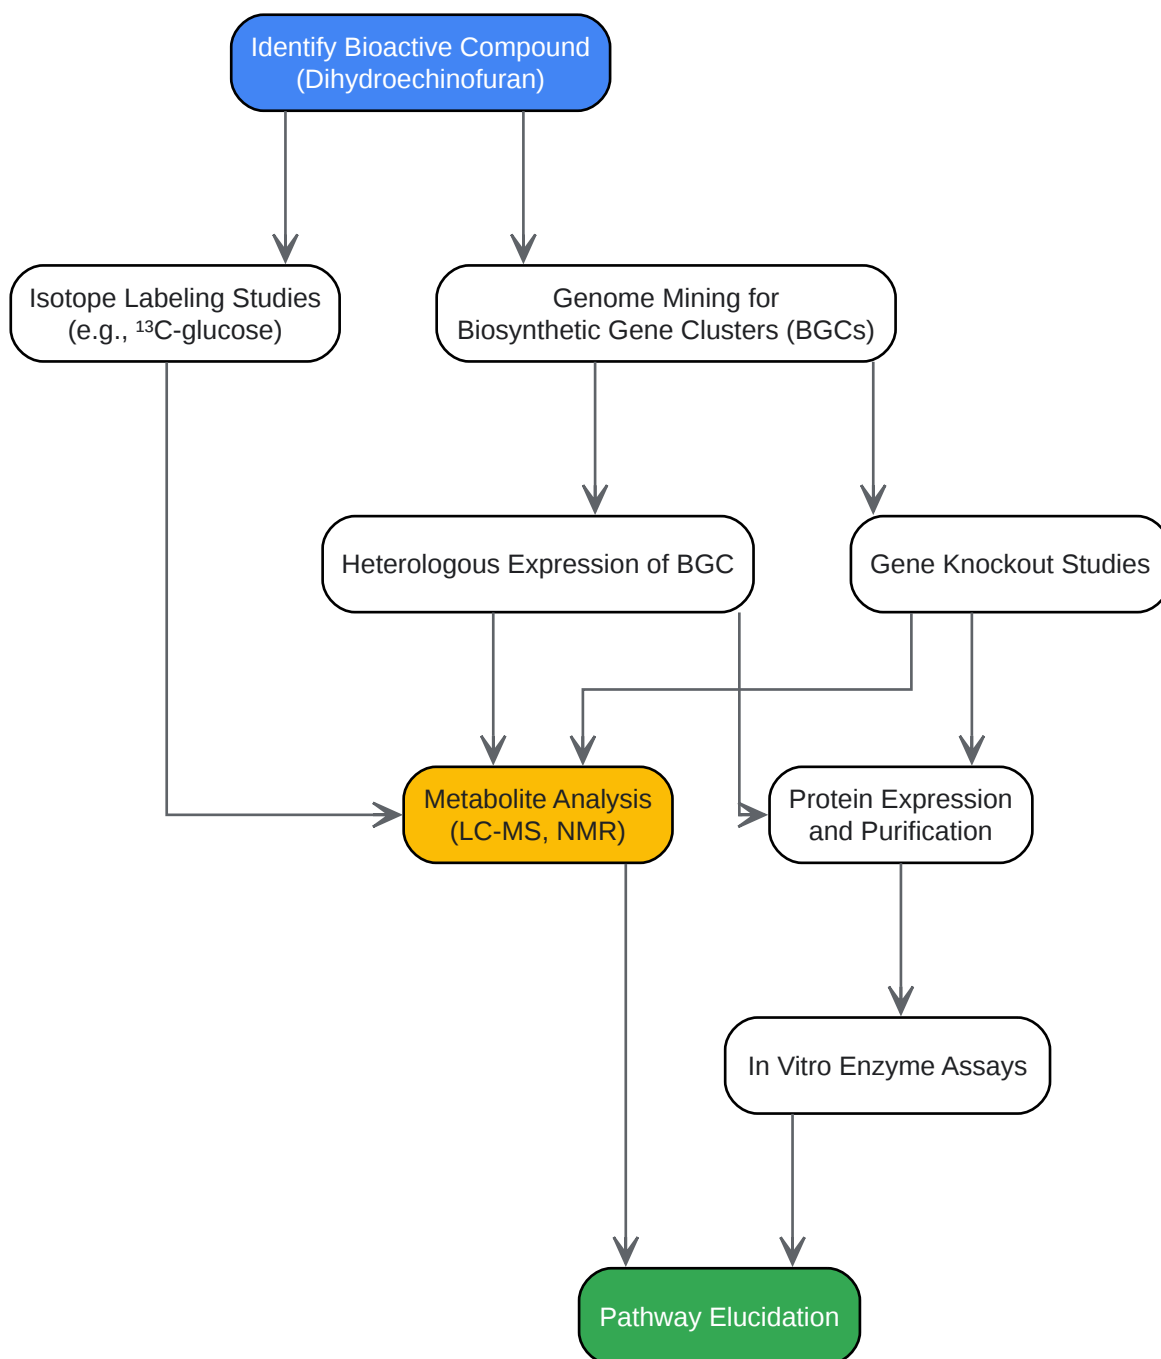 Identify Bioactive Compound
(Dihydroechinofuran)
Isotope Labeling Studies
(e.g., ¹³C-glucose)
Genome Mining for
Biosynthetic Gene Clusters (BGCs)
Heterologous Expression of BGC
Gene Knockout Studies
Metabolite Analysis
(LC-MS, NMR)
Protein Expression
and Purification
In Vitro Enzyme Assays
Pathway Elucidation